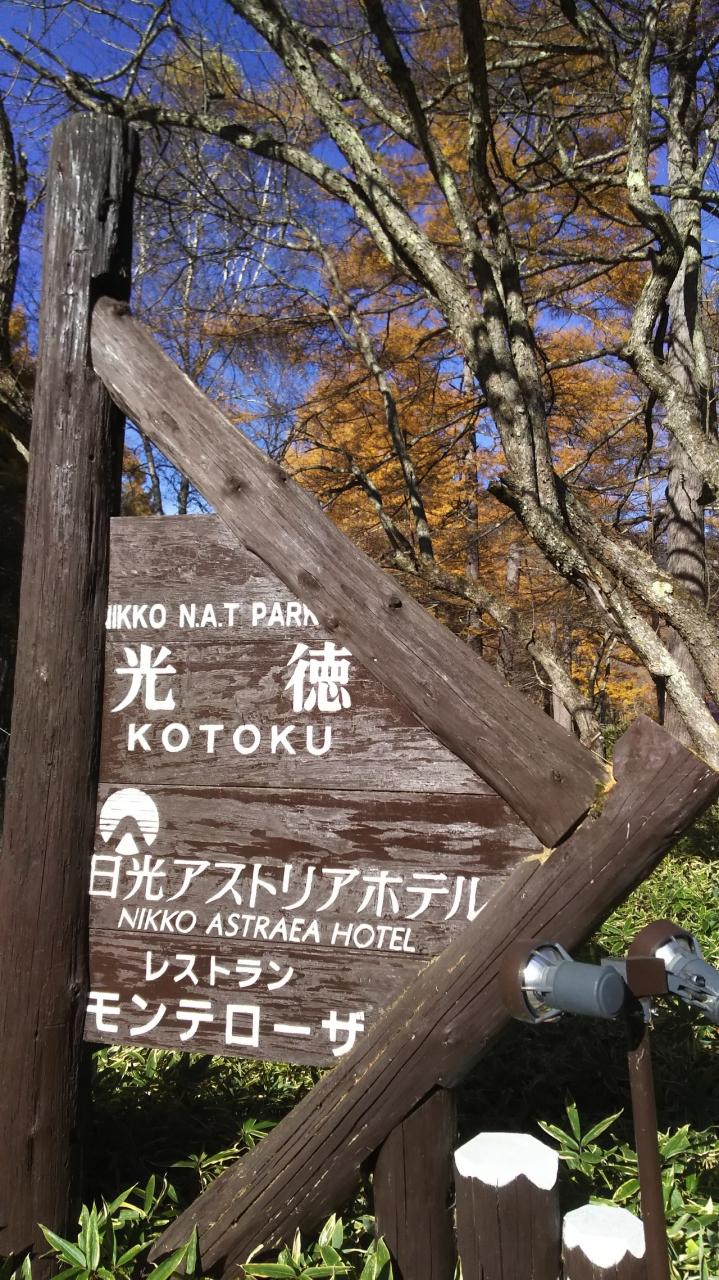 NIKKO N.A.T PARK
光徳
KOTOKU
日光アストリアホテル
NIKKO ASTRAEA HOTEL
レストラン
モンテローザ